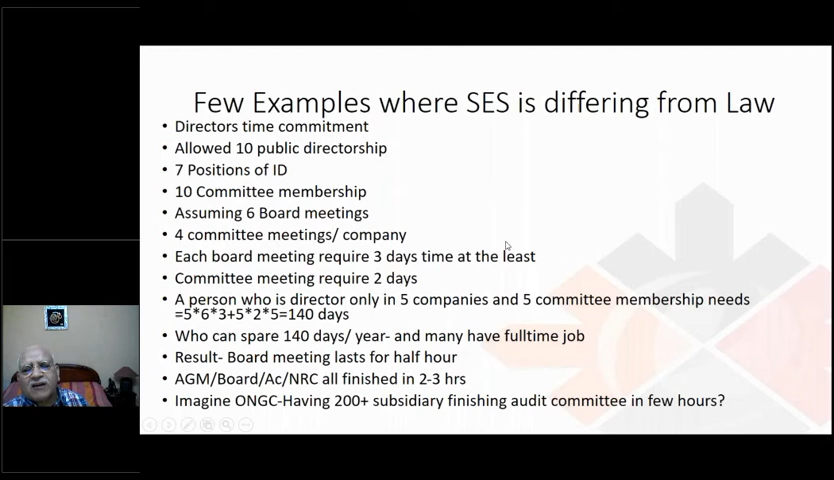 Few Examples where SES is differing from Law
• Directors time commitment
• Allowed 10 public directorship
• 7 Positions of ID
• 10 Committee membership
• Assuming 6 Board meetings
• 4 committee meetings/ company
• Each board meeting require 3 days time at the least
• Committee meeting require 2 days
• A person who is director only in 5 companies and 5 committee membership needs
=5*6*3+5*2*5=140 days
• Who can spare 140 days/ year- and many have fulltime job
• Result- Board meeting lasts for half hour
• AGM/Board/Ac/NRC all finished in 2-3 hrs
• Imagine ONGC-Having 200+ subsidiary finishing audit committee in few hours?